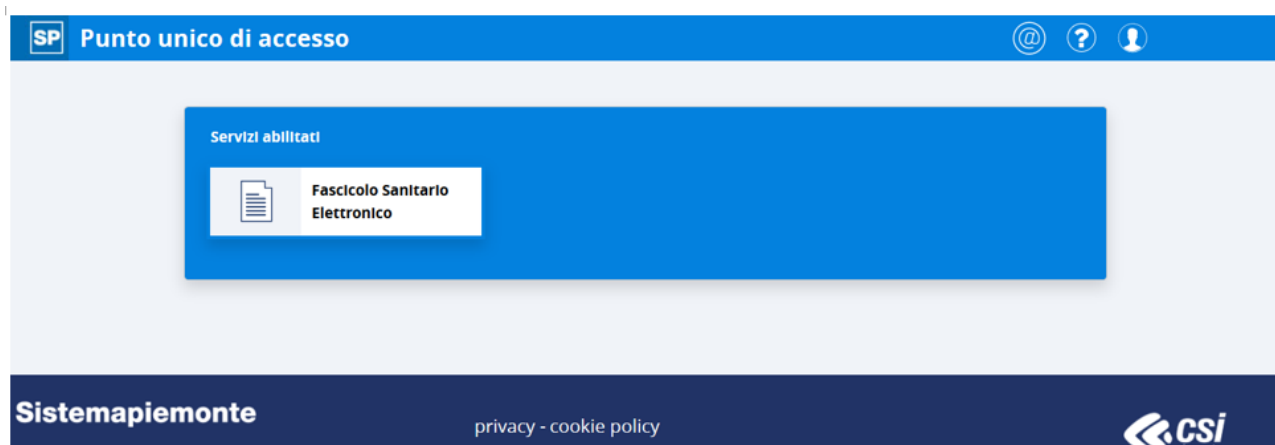 SP Punto unico di accesso @ ?
Servizi abilitati
Fascicolo Sanitario
Elettronico
Sistemapiemonte
privacy - cookie policy
csi